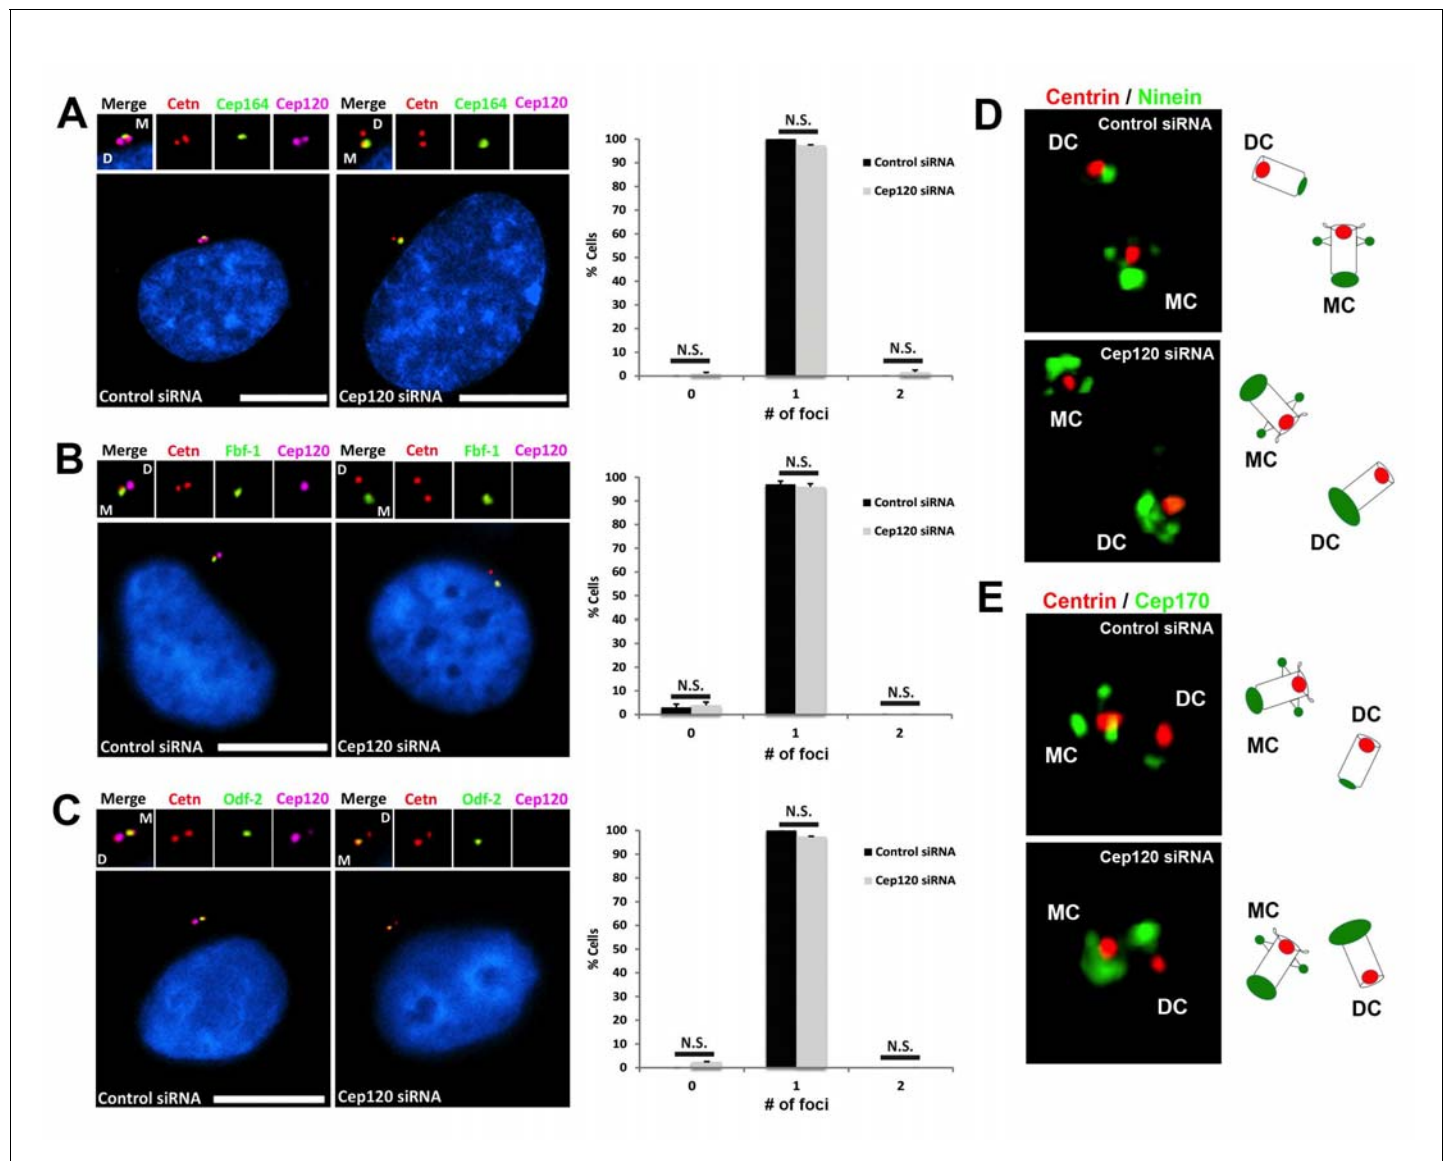 A
Merge Cetn Cep164 Cep120 Merge Cetn Cep164 Cep120
M
D
D
M
Control siRNA
Cep120 siRNA
N.S.
100
90
80
70
60
50
40
30
20
10
0
% Cells
Control siRNA
Cep120 siRNA
N.S.
N.S.
0 1 2
# of foci
B
Merge Cetn Fbf-1 Cep120 Merge Cetn Fbf-1 Cep120
D
M
D
M
Control siRNA
Cep120 siRNA
N.S.
100
90
80
70
60
50
40
30
20
10
0
% Cells
Control siRNA
Cep120 siRNA
N.S.
N.S.
0 1 2
# of foci
C
Merge Cetn Odf-2 Cep120 Merge Cetn Odf-2 Cep120
M
D
D
M
Control siRNA
Cep120 siRNA
N.S.
100
90
80
70
60
50
40
30
20
10
0
% Cells
Control siRNA
Cep120 siRNA
N.S.
N.S.
0 1 2
# of foci
D
Centrin / Ninein
Control siRNA
DC
MC
DC
MC
Cep120 siRNA
MC
DC
MC
DC
E
Centrin / Cep170
Control siRNA
DC
MC
DC
MC
Cep120 siRNA
MC
DC
MC
DC